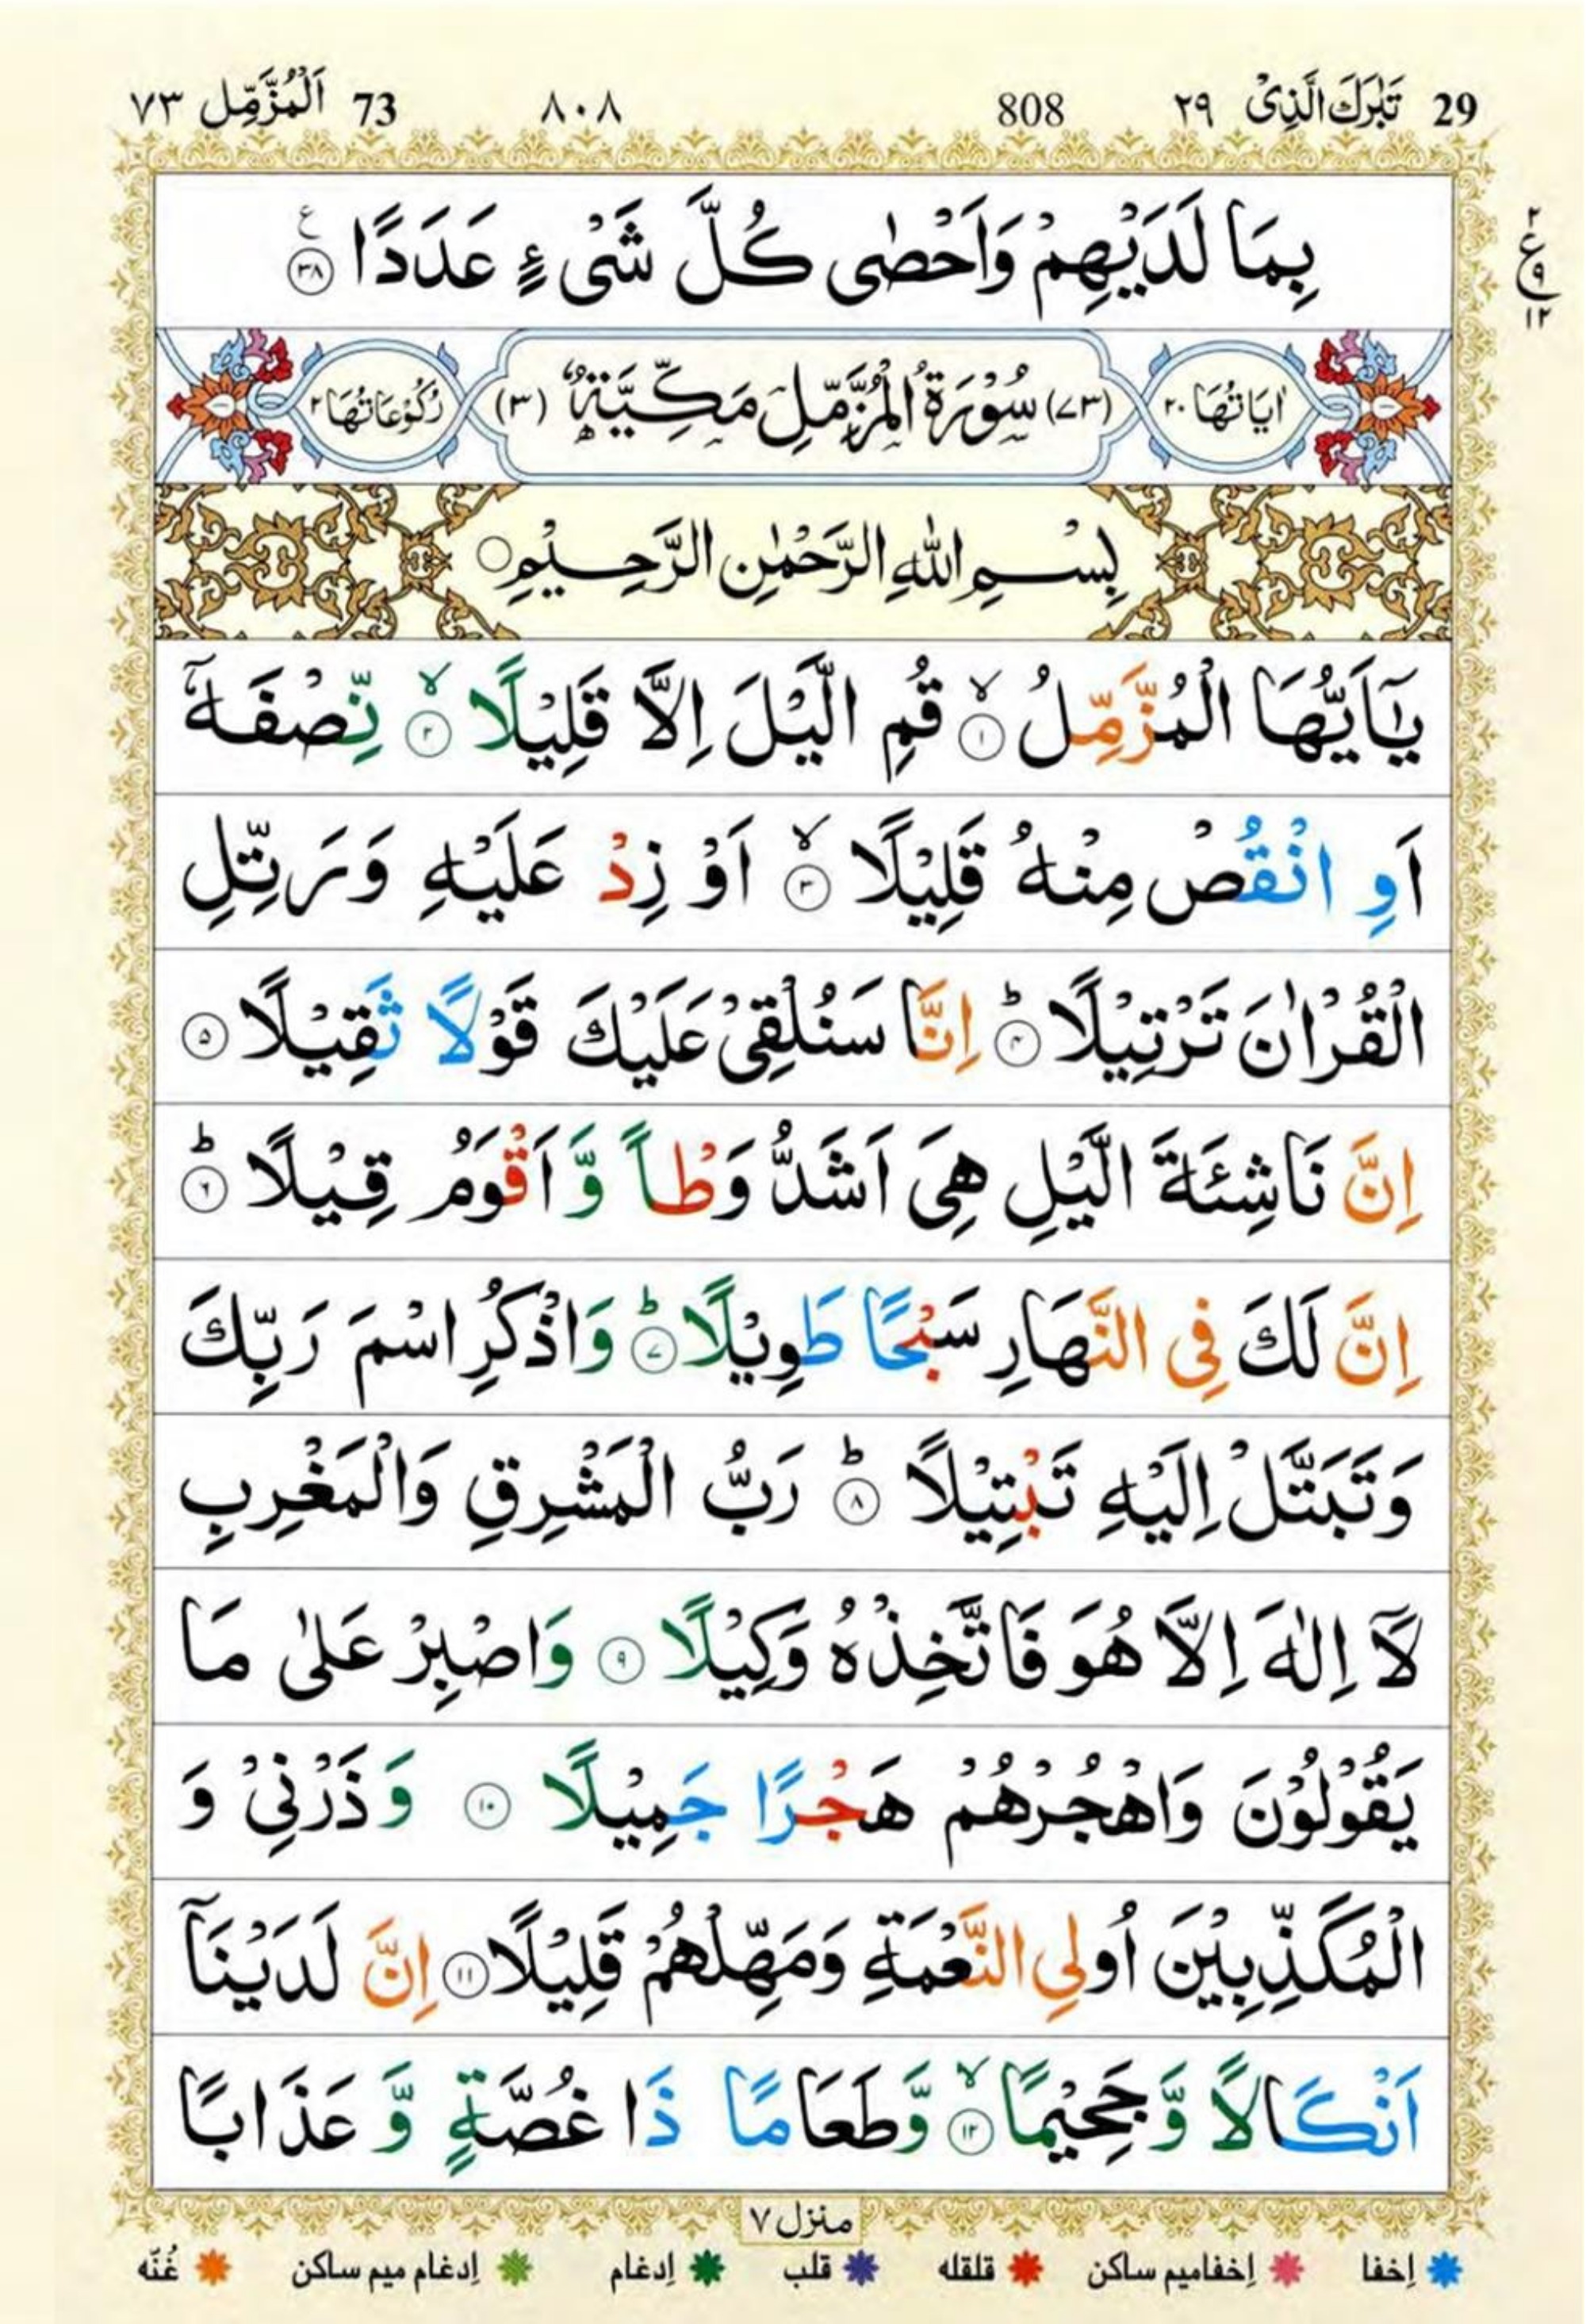 29 تَبٰرَكَ الَّذِىْ ٢٩ 808 ٨٠٨ 73 اَلْمُزَّمِّل ٧٣
بِمَا لَدَيْهِمْ وَاَحْصٰى كُلَّ شَىْءٍ عَدَدًا ۝٢٨ ع
٢ ع ٩ ١٢
اٰيَاتُهَا ٢٠ (٧٣) سُوْرَةُ الْمُزَّمِّلِ مَكِّيَّةٌ (٣) رُكُوْعَاتُهَا ٢
بِسْمِ اللّٰهِ الرَّحْمٰنِ الرَّحِيْمِ ۝
يٰۤاَيُّهَا الْمُزَّمِّلُ ۝١ۙ قُمِ الَّيْلَ اِلَّا قَلِيْلًا ۝٢ۙ نِّصْفَهٗۤ
اَوِ انْقُصْ مِنْهُ قَلِيْلًا ۝٣ۙ اَوْ زِدْ عَلَيْهِ وَرَتِّلِ
الْقُرْاٰنَ تَرْتِيْلًا ۝٤ؕ اِنَّا سَنُلْقِىْ عَلَيْكَ قَوْلًا ثَقِيْلًا ۝٥
اِنَّ نَاشِئَةَ الَّيْلِ هِىَ اَشَدُّ وَطْاً وَّاَقْوَمُ قِيْلًا ۝٦ؕ
اِنَّ لَكَ فِى النَّهَارِ سَبْحًا طَوِيْلًا ۝٧ؕ وَاذْكُرِ اسْمَ رَبِّكَ
وَتَبَتَّلْ اِلَيْهِ تَبْتِيْلًا ۝٨ؕ رَبُّ الْمَشْرِقِ وَالْمَغْرِبِ
لَاۤ اِلٰهَ اِلَّا هُوَ فَاتَّخِذْهُ وَكِيْلًا ۝٩ وَاصْبِرْ عَلٰى مَا
يَقُوْلُوْنَ وَاهْجُرْهُمْ هَجْرًا جَمِيْلًا ۝١٠ وَذَرْنِىْ وَ
الْمُكَذِّبِيْنَ اُولِى النَّعْمَةِ وَمَهِّلْهُمْ قَلِيْلًا ۝١١ اِنَّ لَدَيْنَاۤ
اَنْكَالًا وَّجَحِيْمًا ۝١٢ۙ وَّطَعَامًا ذَا غُصَّةٍ وَّعَذَابًا
منزل ٧
إخفا إخفا ميم ساكن قلقله قلب إدغام إدغام ميم ساكن غُنّه